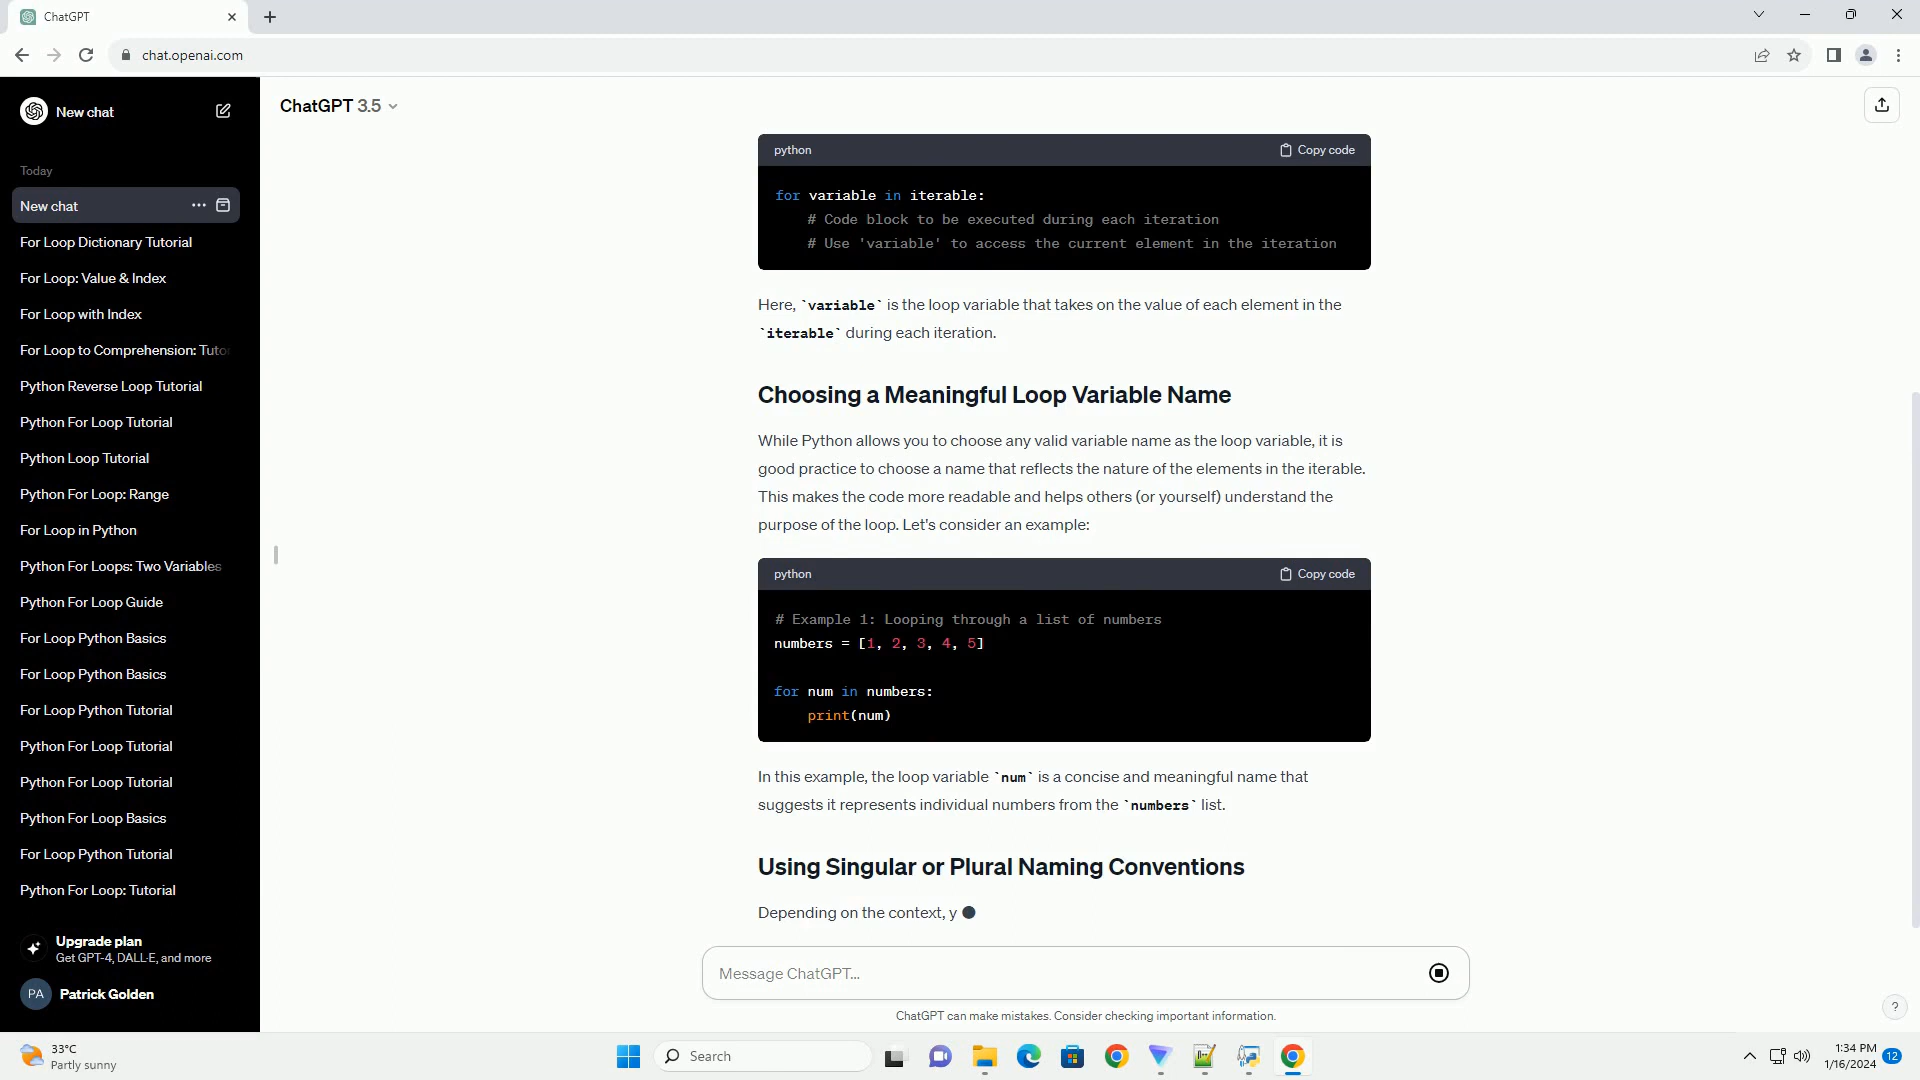 ChatGPT
chat.openai.com
New chat
Today
New chat
For Loop Dictionary Tutorial
For Loop: Value & Index
For Loop with Index
For Loop to Comprehension: Tuto
Python Reverse Loop Tutorial
Python For Loop Tutorial
Python Loop Tutorial
Python For Loop: Range
For Loop in Python
Python For Loops: Two Variables
Python For Loop Guide
For Loop Python Basics
For Loop Python Basics
For Loop Python Tutorial
Python For Loop Tutorial
Python For Loop Tutorial
Python For Loop Basics
For Loop Python Tutorial
Python For Loop: Tutorial
Upgrade plan
Get GPT-4, DALL·E, and more
PA Patrick Golden
ChatGPT 3.5
python Copy code
for variable in iterable:
# Code block to be executed during each iteration
# Use 'variable' to access the current element in the iteration
Here, `variable` is the loop variable that takes on the value of each element in the
`iterable` during each iteration.
Choosing a Meaningful Loop Variable Name
While Python allows you to choose any valid variable name as the loop variable, it is
good practice to choose a name that reflects the nature of the elements in the iterable.
This makes the code more readable and helps others (or yourself) understand the
purpose of the loop. Let's consider an example:
python Copy code
# Example 1: Looping through a list of numbers
numbers = [1, 2, 3, 4, 5]
for num in numbers:
print(num)
In this example, the loop variable `num` is a concise and meaningful name that
suggests it represents individual numbers from the `numbers` list.
Using Singular or Plural Naming Conventions
Depending on the context, y
Message ChatGPT...
ChatGPT can make mistakes. Consider checking important information.
?
33°C
Partly sunny
Search
1:34 PM
1/16/2024
12